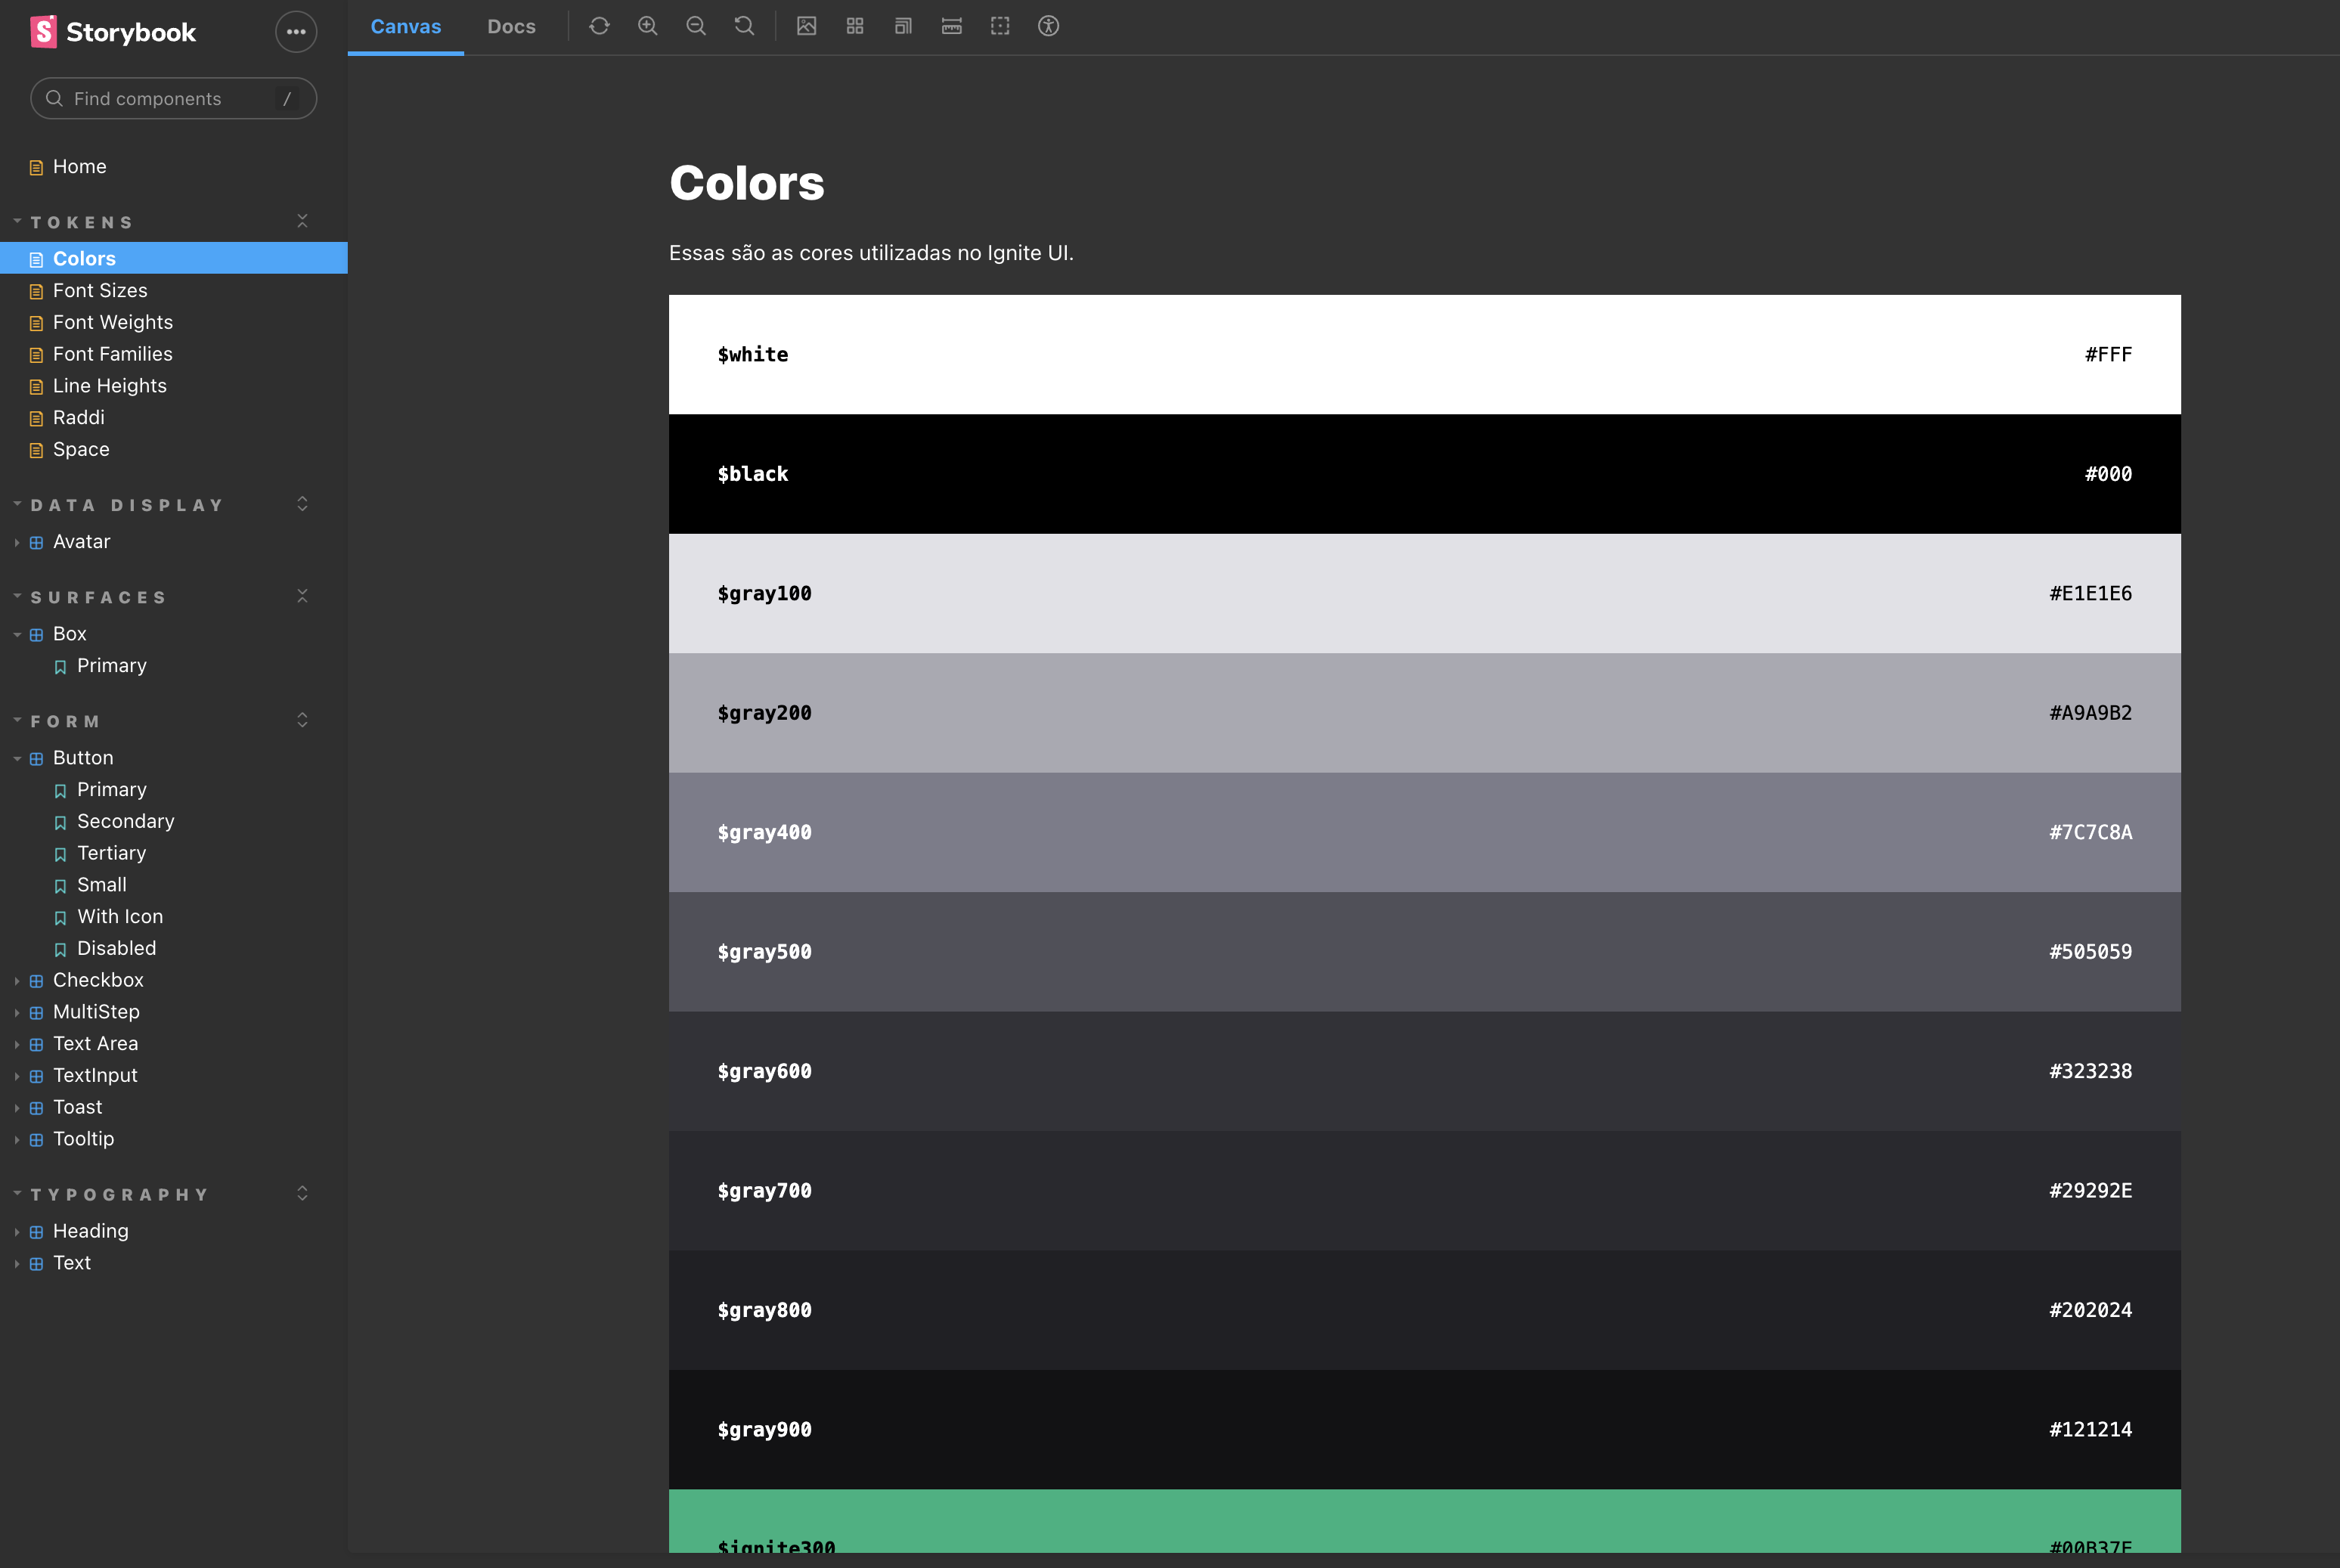 Storybook
Find components /
Home
TOKENS
Colors
Font Sizes
Font Weights
Font Families
Line Heights
Raddi
Space
DATA DISPLAY
Avatar
SURFACES
Box
Primary
FORM
Button
Primary
Secondary
Tertiary
Small
With Icon
Disabled
Checkbox
MultiStep
Text Area
TextInput
Toast
Tooltip
TYPOGRAPHY
Heading
Text
Canvas Docs
Colors
Essas são as cores utilizadas no Ignite UI.
$white #FFF
$black #000
$gray100 #E1E1E6
$gray200 #A9A9B2
$gray400 #7C7C8A
$gray500 #505059
$gray600 #323238
$gray700 #29292E
$gray800 #202024
$gray900 #121214
$ignite300 #00B37E